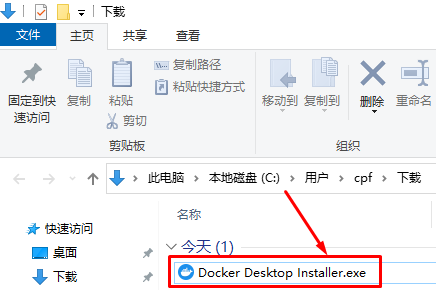 下载
文件 主页 共享 查看
固定到快速访问
复制
粘贴
复制路径
粘贴快捷方式
剪切
移动到
复制到
删除
重命名
剪贴板
组织
此电脑 本地磁盘 (C:) 用户 cpf 下载
名称
快速访问
今天 (1)
桌面
下载
Docker Desktop Installer.exe